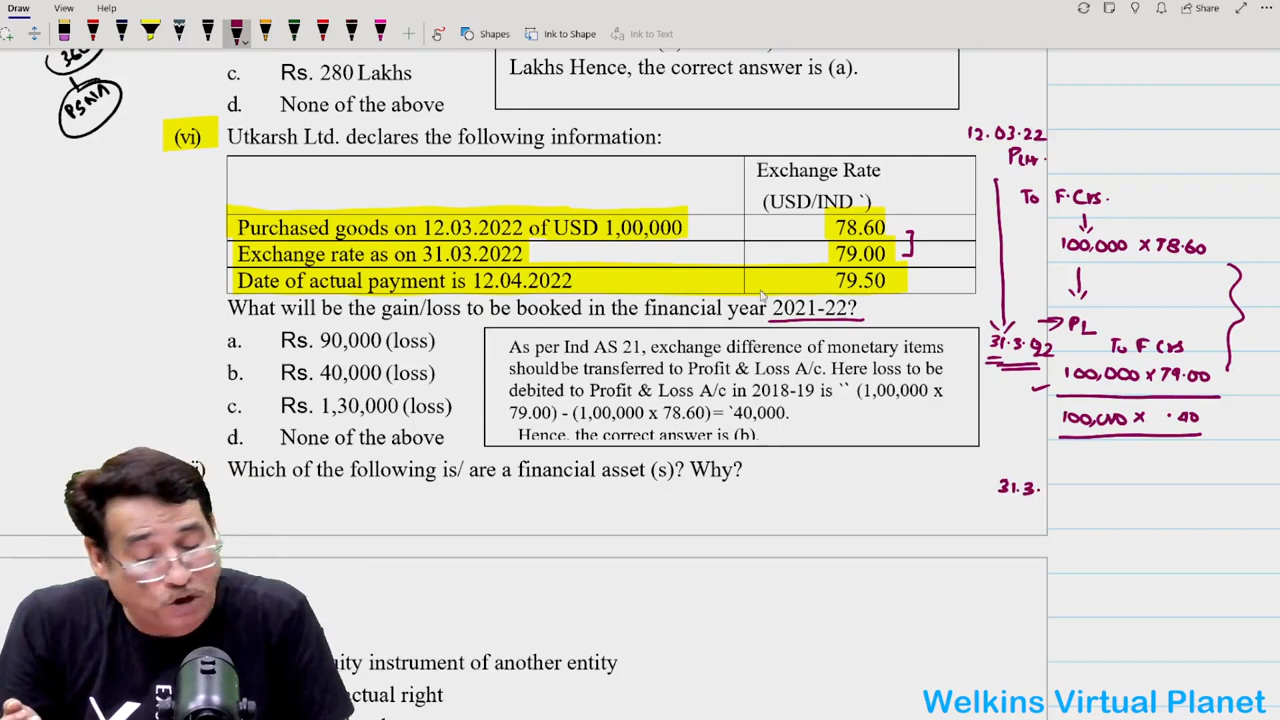 Draw View Help
Share
Shapes Ink to Shape Ink to Text
PSNM
c. Rs. 280 Lakhs
d. None of the above
Lakhs Hence, the correct answer is (a).
(vi) Utkarsh Ltd. declares the following information:
Exchange Rate
(USD/IND `)
Purchased goods on 12.03.2022 of USD 1,00,000 78.60
Exchange rate as on 31.03.2022 79.00
Date of actual payment is 12.04.2022 79.50
What will be the gain/loss to be booked in the financial year 2021-22?
a. Rs. 90,000 (loss)
b. Rs. 40,000 (loss)
c. Rs. 1,30,000 (loss)
d. None of the above
As per Ind AS 21, exchange difference of monetary items
should be transferred to Profit & Loss A/c. Here loss to be
debited to Profit & Loss A/c in 2018-19 is `` (1,00,000 x
79.00) - (1,00,000 x 78.60)= `40,000.
Hence, the correct answer is (b).
Which of the following is/ are a financial asset (s)? Why?
12.03.22
Pur.
To F.Crs.
100,000 x 78.60
PL
31.3.22
To F Crs
100,000 x 79.00
100,000 x .40
31.3.
uity instrument of another entity
actual right
Welkins Virtual Planet